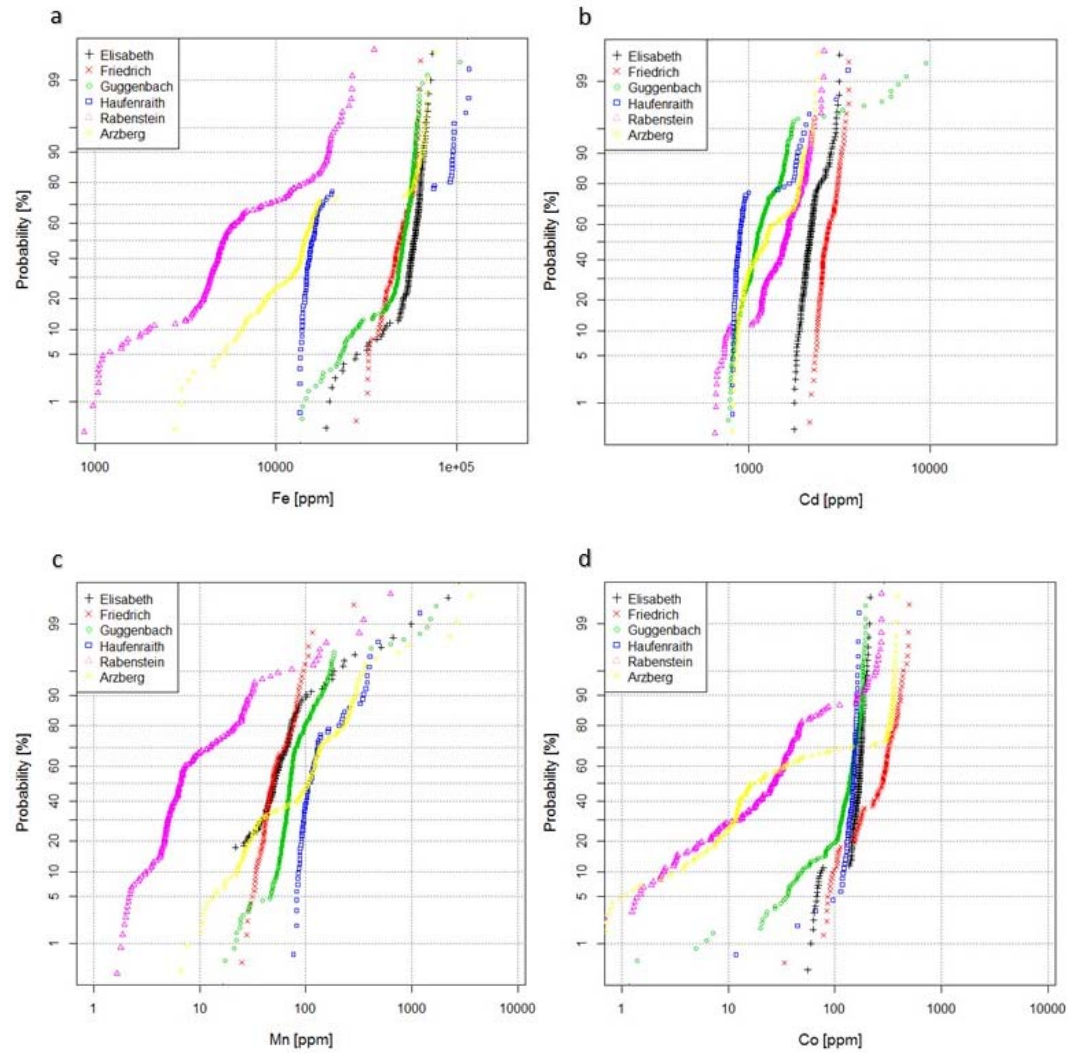 a
Elisabeth
Friedrich
Guggenbach
Haufenraith
Rabenstein
Arzberg
Probability [%]
99
90
80
60
40
20
10
5
1
1000
10000
1e+05
Fe [ppm]
b
Elisabeth
Friedrich
Guggenbach
Haufenraith
Rabenstein
Arzberg
Probability [%]
99
90
80
60
40
20
10
5
1
1000
10000
Cd [ppm]
c
Elisabeth
Friedrich
Guggenbach
Haufenraith
Rabenstein
Arzberg
Probability [%]
99
90
80
60
40
20
10
5
1
1
10
100
1000
10000
Mn [ppm]
d
Elisabeth
Friedrich
Guggenbach
Haufenraith
Rabenstein
Arzberg
Probability [%]
99
90
80
60
40
20
10
5
1
1
10
100
1000
10000
Co [ppm]